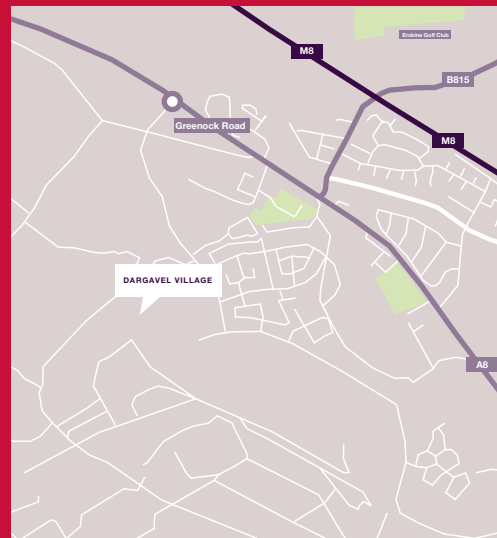 Erskine Golf Club
M8
B815
Greenock Road
M8
DARGAVEL VILLAGE
A8